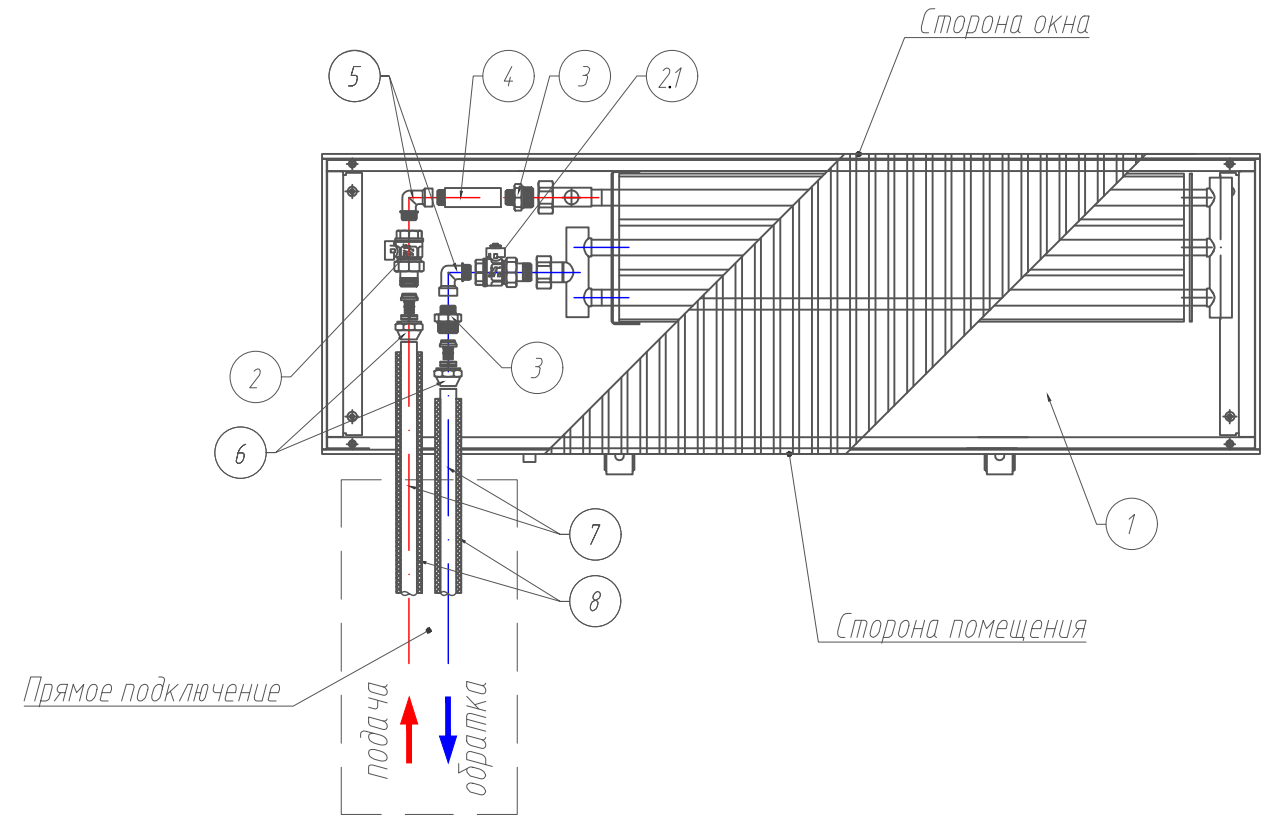 Сторона окна
5
4
3
2.1
2
3
6
1
7
8
Сторона помещения
Прямое подключение
подача
обратка